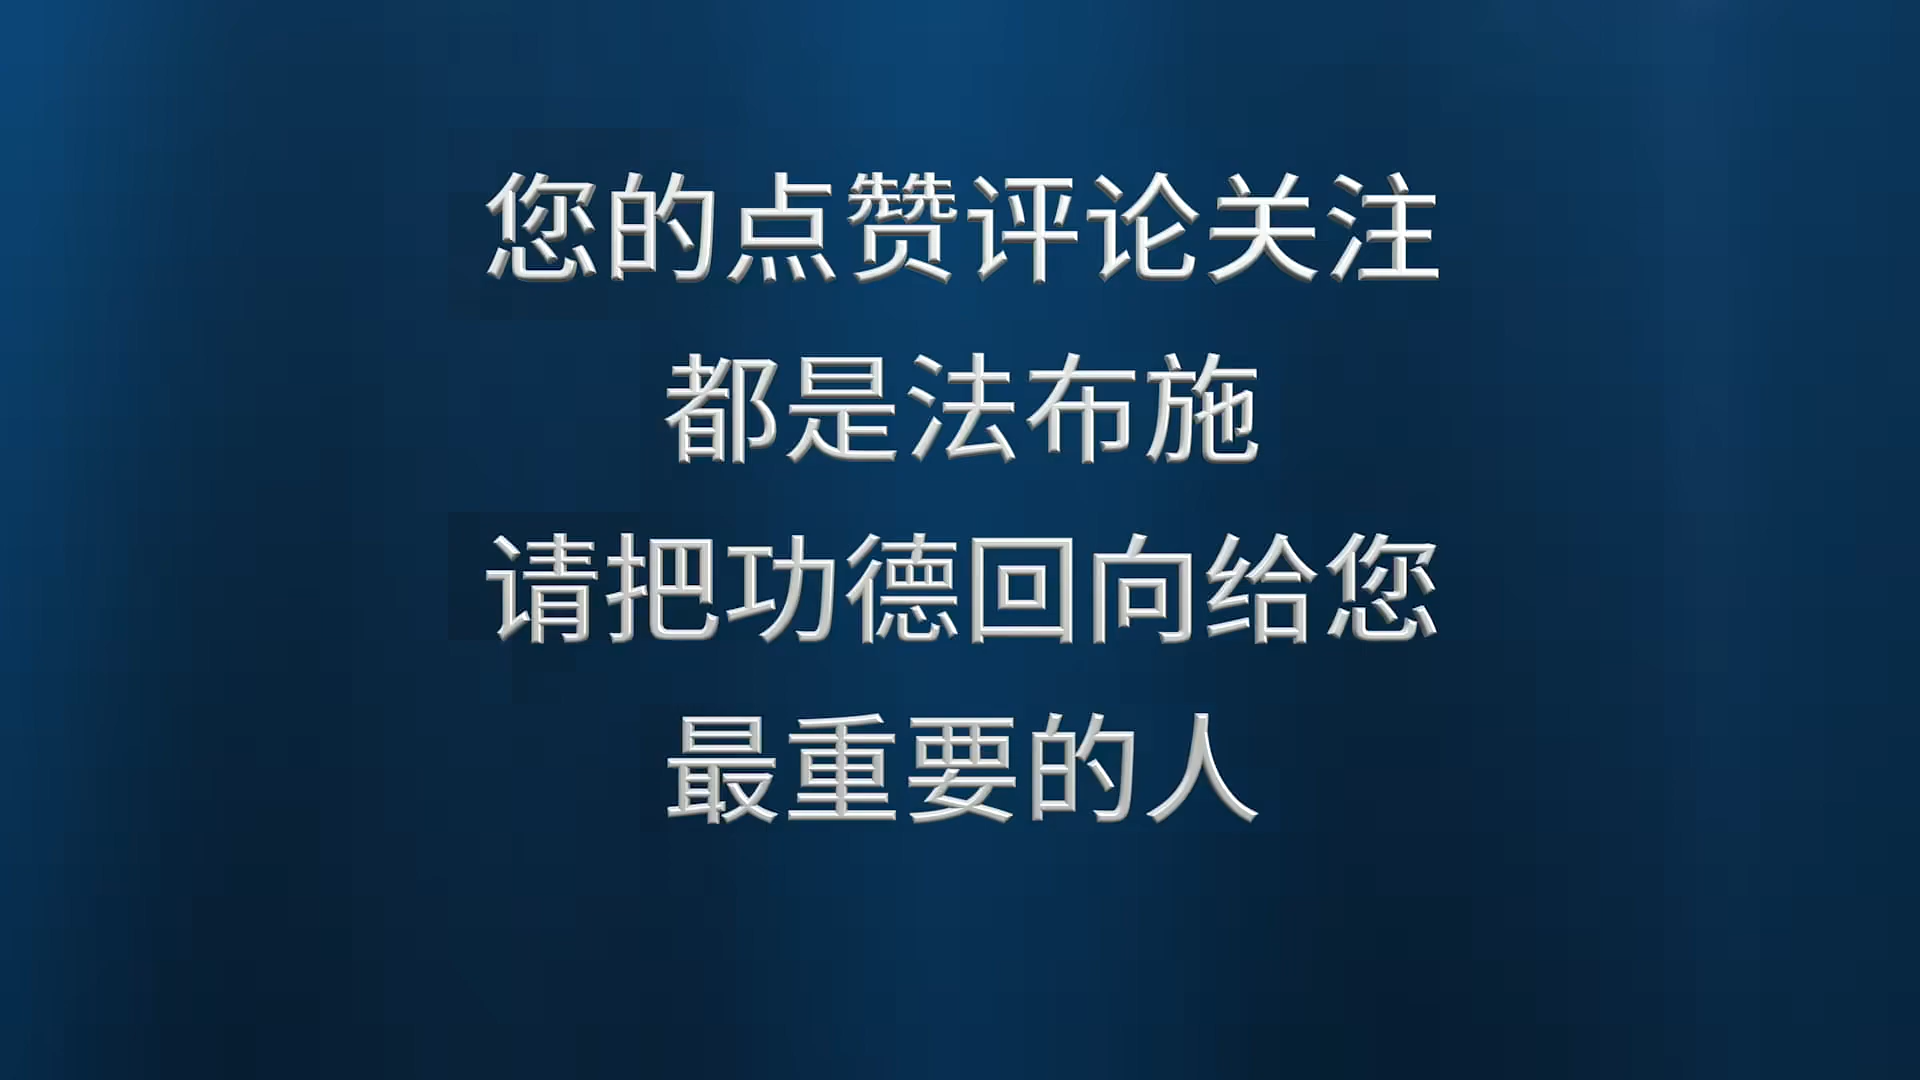 您的点赞评论关注
都是法布施
请把功德回向给您
最重要的人